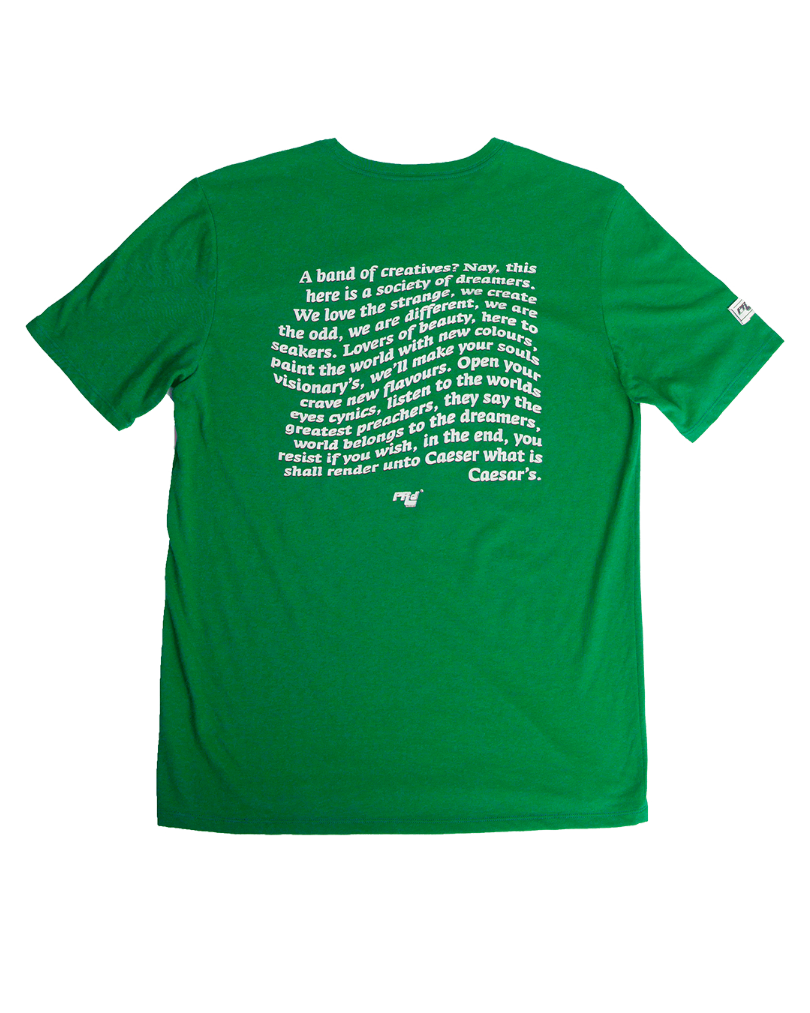 A band of creatives? Nay, this
here is a society of dreamers.
We love the strange, we create
the odd, we are different, we are
seakers. Lovers of beauty, here to
paint the world with new colours,
visionary's, we'll make your souls
crave new flavours. Open your
eyes cynics, listen to the worlds
greatest preachers, they say the
world belongs to the dreamers,
resist if you wish, in the end, you
shall render unto Caeser what is
Caesar's.